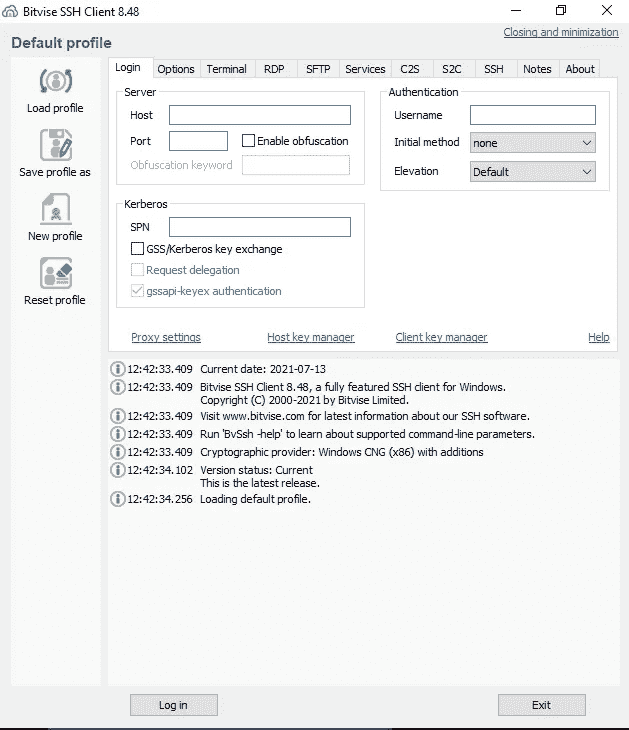 Bitvise SSH Client 8.48
Closing and minimization
Default profile
Load profile
Save profile as
New profile
Reset profile
Login Options Terminal RDP SFTP Services C2S S2C SSH Notes About
Server
Host
Port Enable obfuscation
Obfuscation keyword
Authentication
Username
Initial method none
Elevation Default
Kerberos
SPN
GSS/Kerberos key exchange
Request delegation
gssapi-keyex authentication
Proxy settings Host key manager Client key manager Help
12:42:33.409 Current date: 2021-07-13
12:42:33.409 Bitvise SSH Client 8.48, a fully featured SSH client for Windows.
Copyright (C) 2000-2021 by Bitvise Limited.
12:42:33.409 Visit www.bitvise.com for latest information about our SSH software.
12:42:33.409 Run 'BvSsh -help' to learn about supported command-line parameters.
12:42:33.409 Cryptographic provider: Windows CNG (x86) with additions
12:42:34.102 Version status: Current
This is the latest release.
12:42:34.256 Loading default profile.
Log in Exit